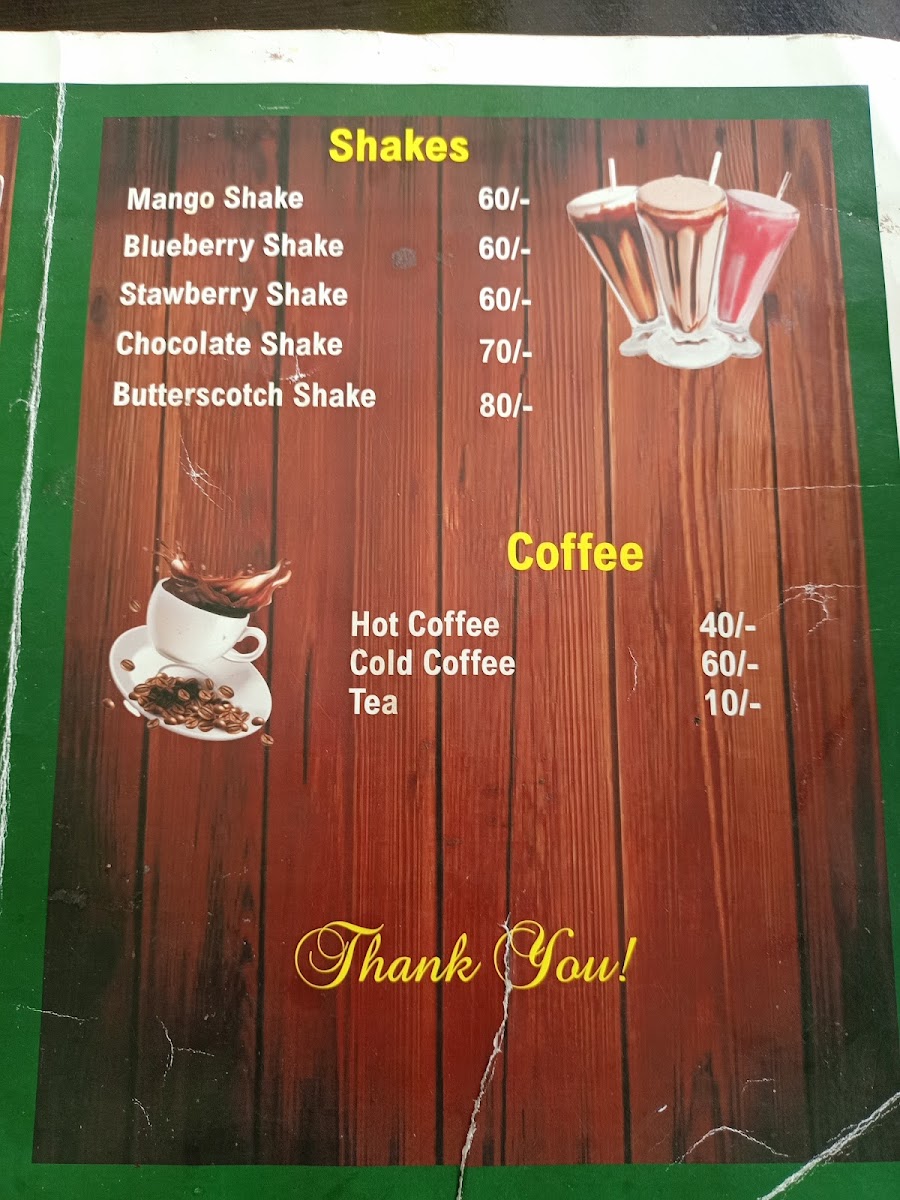 Shakes
Mango Shake 60/-
Blueberry Shake 60/-
Stawberry Shake 60/-
Chocolate Shake 70/-
Butterscotch Shake 80/-
Coffee
Hot Coffee 40/-
Cold Coffee 60/-
Tea 10/-
Thank You!